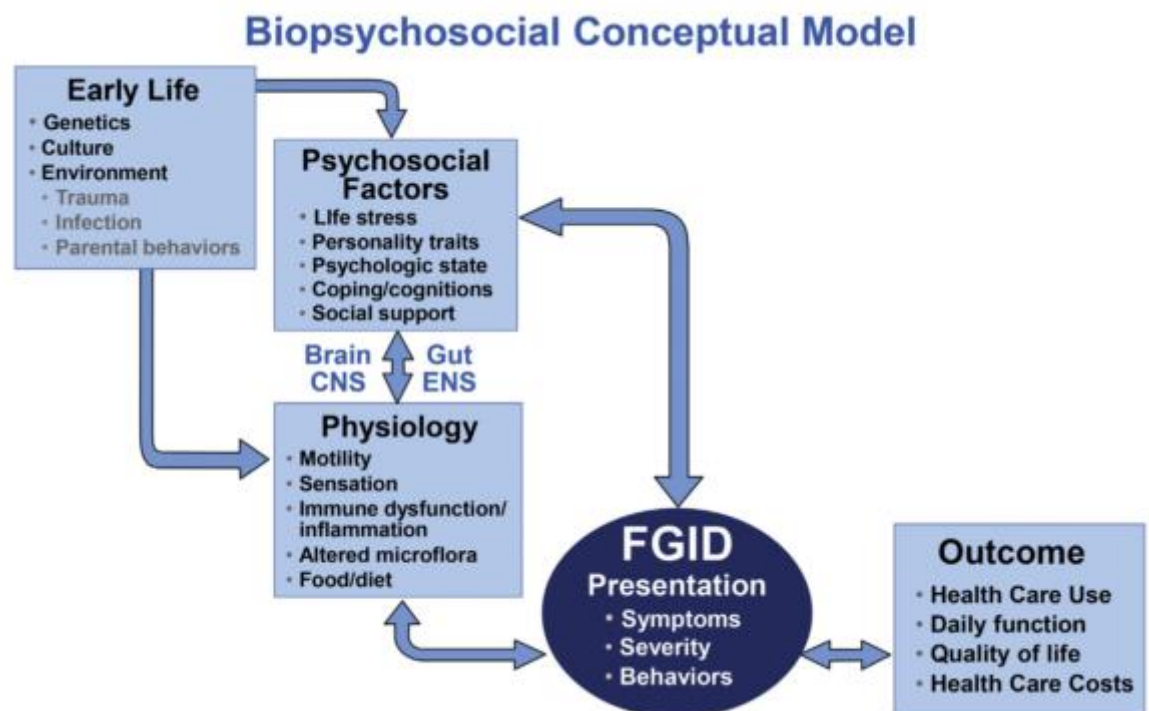 Biopsychosocial Conceptual Model
Early Life
• Genetics
• Culture
• Environment
• Trauma
• Infection
• Parental behaviors
Psychosocial
Factors
• LIfe stress
• Personality traits
• Psychologic state
• Coping/cognitions
• Social support
Brain Gut
CNS ENS
Physiology
• Motility
• Sensation
• Immune dysfunction/
inflammation
• Altered microflora
• Food/diet
FGID
Presentation
• Symptoms
• Severity
• Behaviors
Outcome
• Health Care Use
• Daily function
• Quality of life
• Health Care Costs